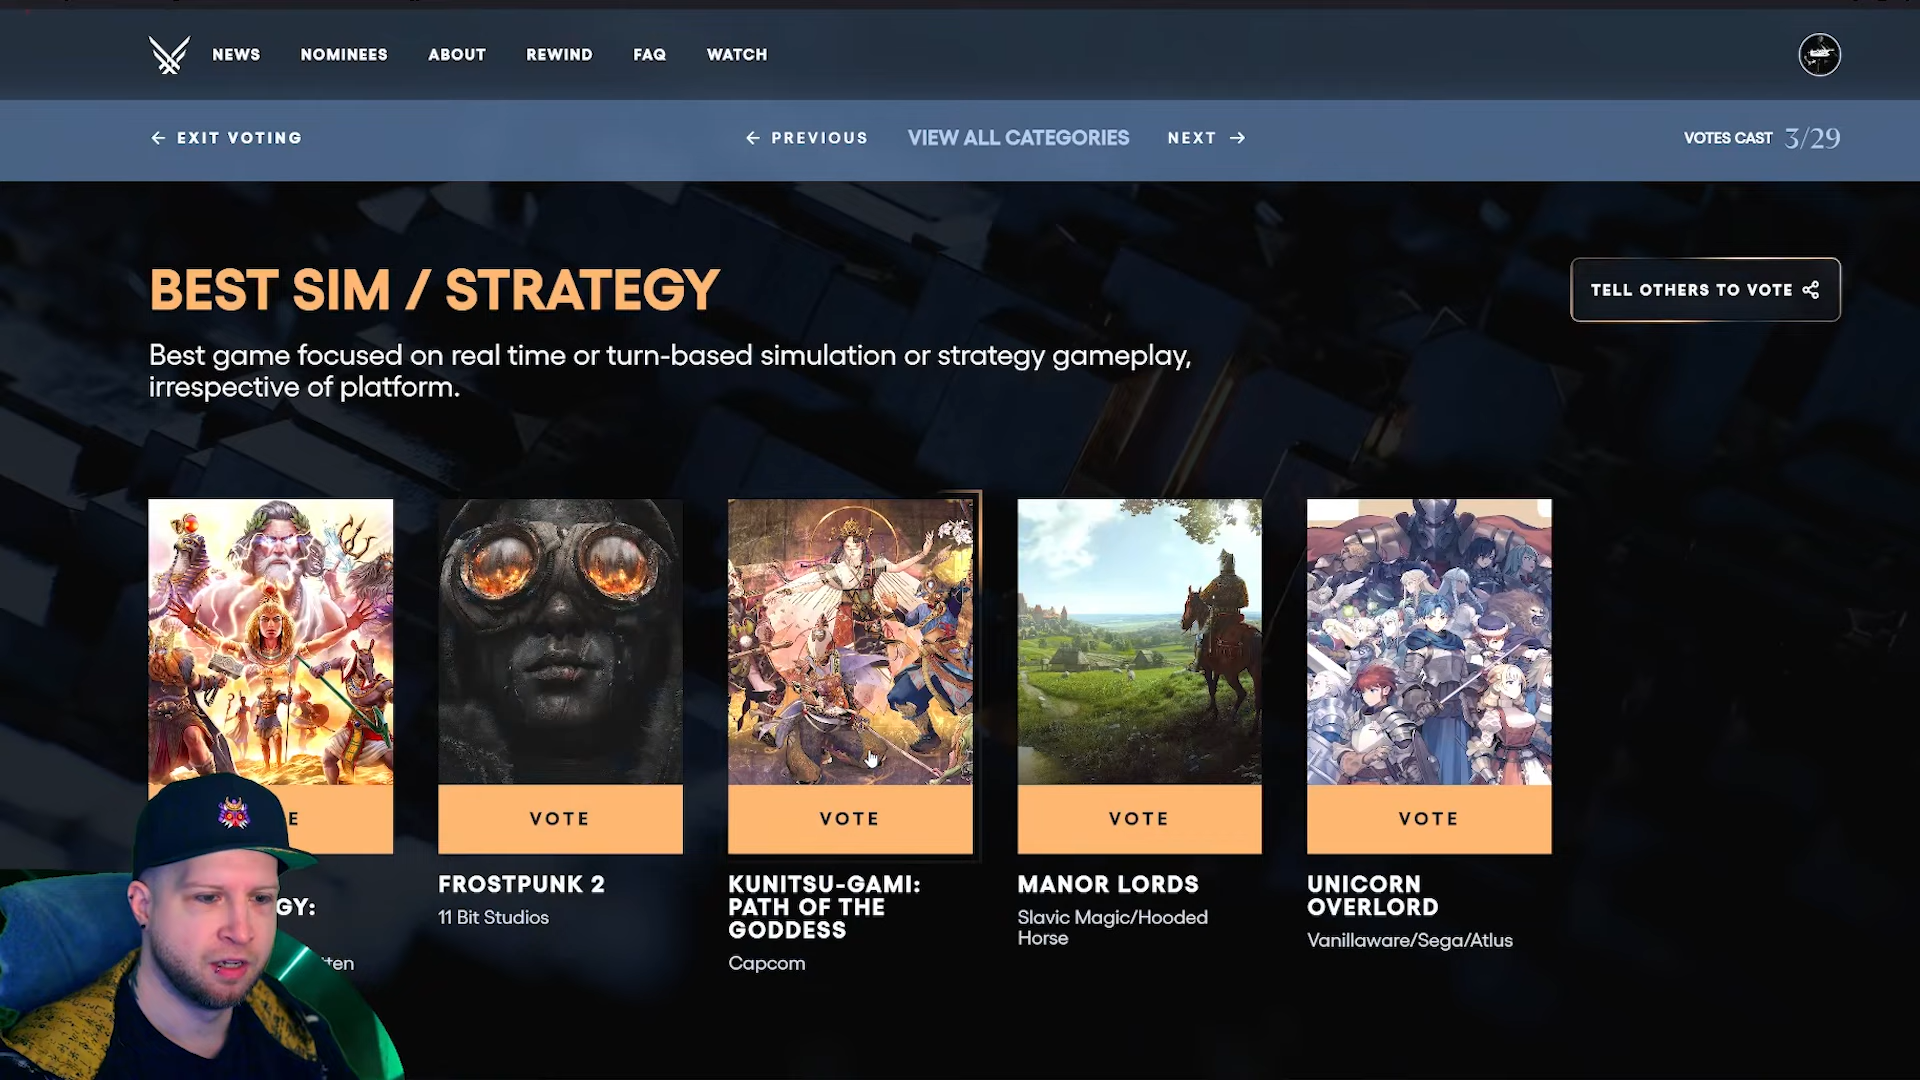 NEWS
NOMINEES
ABOUT
REWIND
FAQ
WATCH
EXIT VOTING
PREVIOUS
VIEW ALL CATEGORIES
NEXT
VOTES CAST 3/29
BEST SIM / STRATEGY
TELL OTHERS TO VOTE
Best game focused on real time or turn-based simulation or strategy gameplay,
irrespective of platform.
VOTE
VOTE
VOTE
VOTE
FROSTPUNK 2
11 Bit Studios
KUNITSU-GAMI:
PATH OF THE
GODDESS
Capcom
MANOR LORDS
Slavic Magic/Hooded
Horse
UNICORN
OVERLORD
Vanillaware/Sega/Atlus